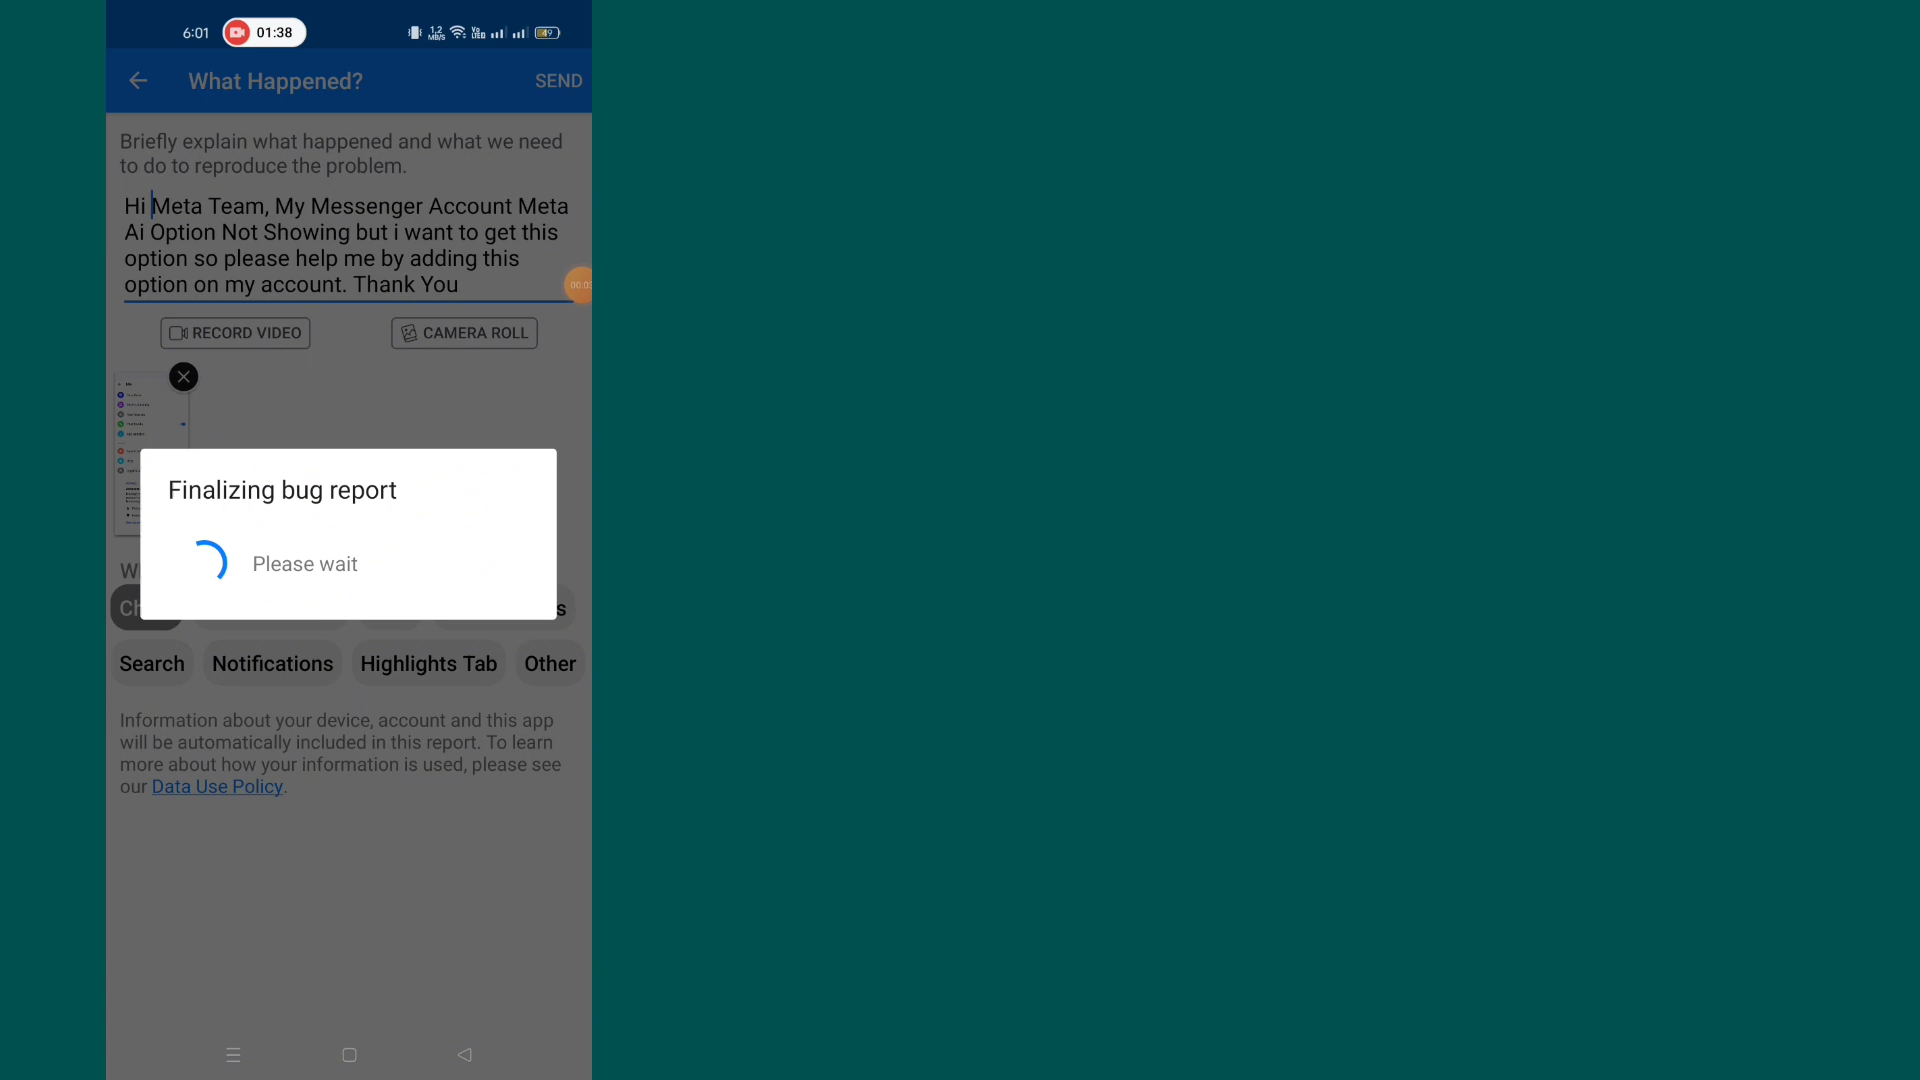 6:01
01:38
1.2
MB/S
49
What Happened?
SEND
Briefly explain what happened and what we need
to do to reproduce the problem.
Hi Meta Team, My Messenger Account Meta
Ai Option Not Showing but i want to get this
option so please help me by adding this
option on my account. Thank You
RECORD VIDEO
CAMERA ROLL
Finalizing bug report
Please wait
Search
Notifications
Highlights Tab
Other
Information about your device, account and this app
will be automatically included in this report. To learn
more about how your information is used, please see
our Data Use Policy.